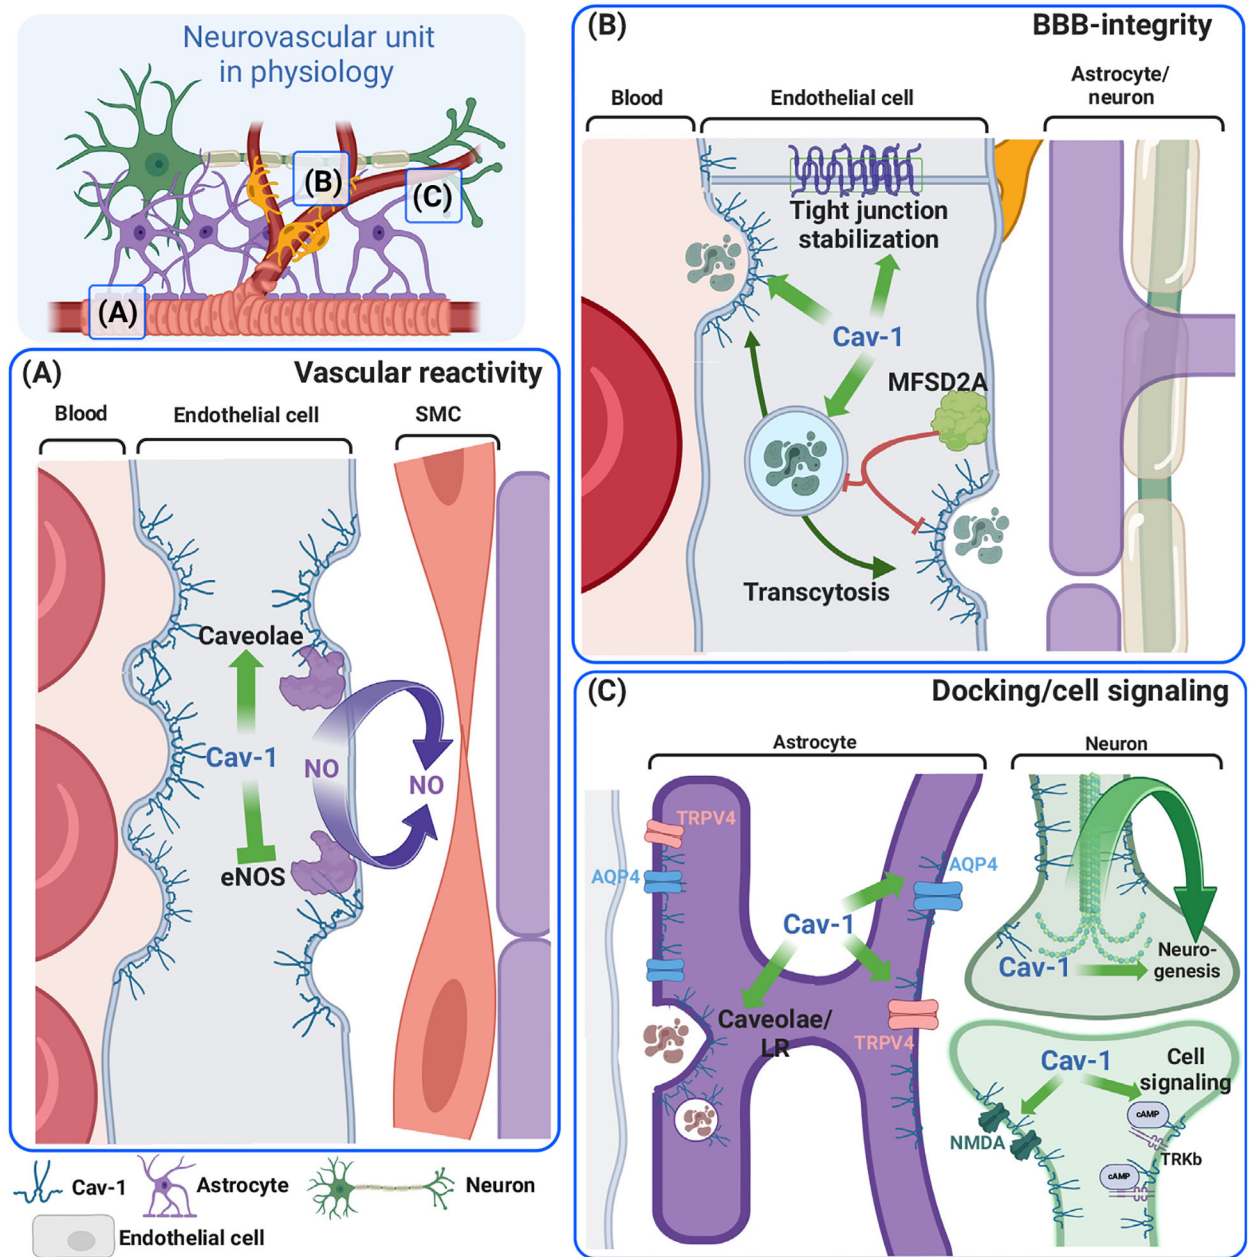 Neurovascular unit
in physiology
(B)
(C)
(A)
(A)
Vascular reactivity
Blood
Endothelial cell
SMC
Caveolae
Cav-1
NO
NO
eNOS
(B)
BBB-integrity
Blood
Endothelial cell
Astrocyte/
neuron
Tight junction
stabilization
Cav-1
MFSD2A
Transcytosis
(C)
Docking/cell signaling
Astrocyte
Neuron
TRPV4
AQP4
AQP4
Cav-1
Caveolae/
LR
TRPV4
Cav-1
Neuro-
genesis
Cav-1
Cell
signaling
cAMP
NMDA
TRKb
cAMP
Cav-1
Astrocyte
Neuron
Endothelial cell